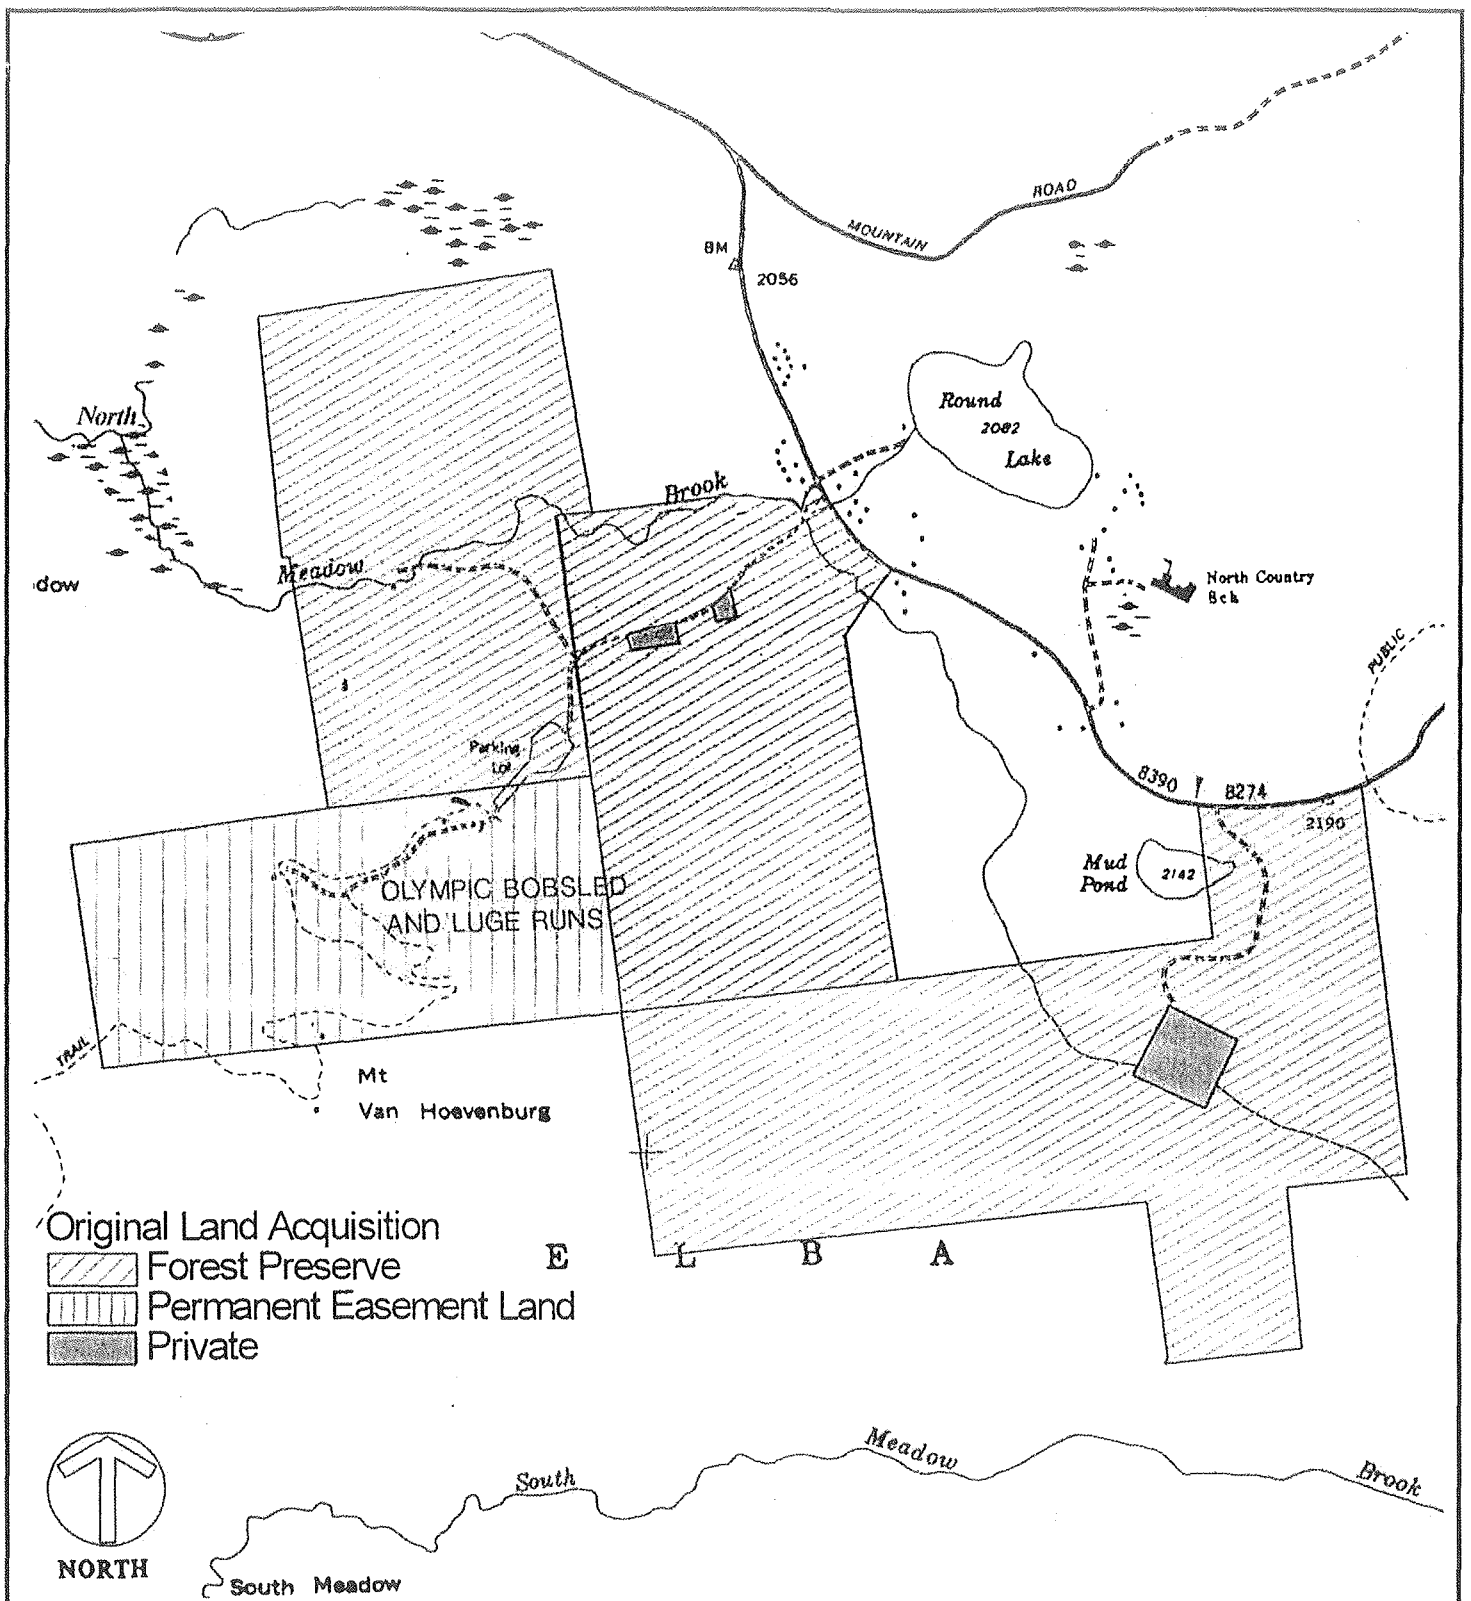 ROAD
MOUNTAIN
BM
2056
Round
2082
Lake
North
Brook
Meadow
dow
North Country
Sch
PUBLIC
Parking
Lot
8390
8274
2190
Mud
Pond
2142
OLYMPIC BOBSLED
AND LUGE RUNS
TRAIL
Mt
Van Hoevenburg
Original Land Acquisition
Forest Preserve
Permanent Easement Land
Private
E L B A
Meadow
South
Brook
NORTH
South Meadow